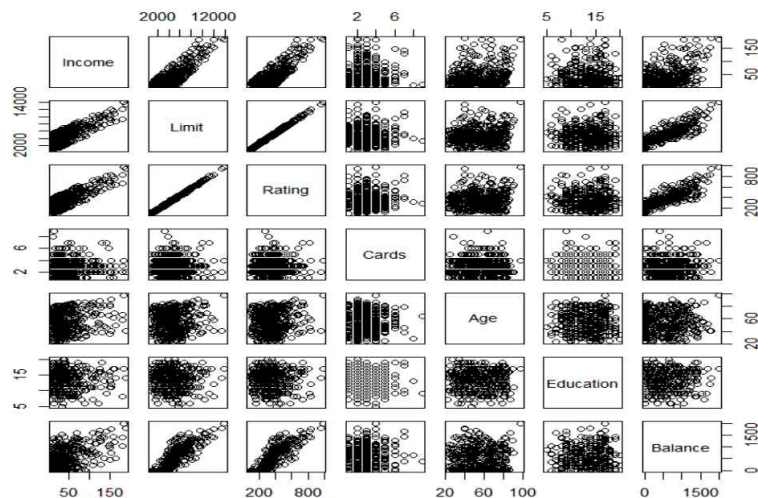 2000 12000 2 6 5 15
Income 50 150
2000 14000 Limit
Rating 200 800
2 6 Cards
Age 20 60
5 15 Education
Balance 0 1500
50 150 200 800 20 60 100 0 1500